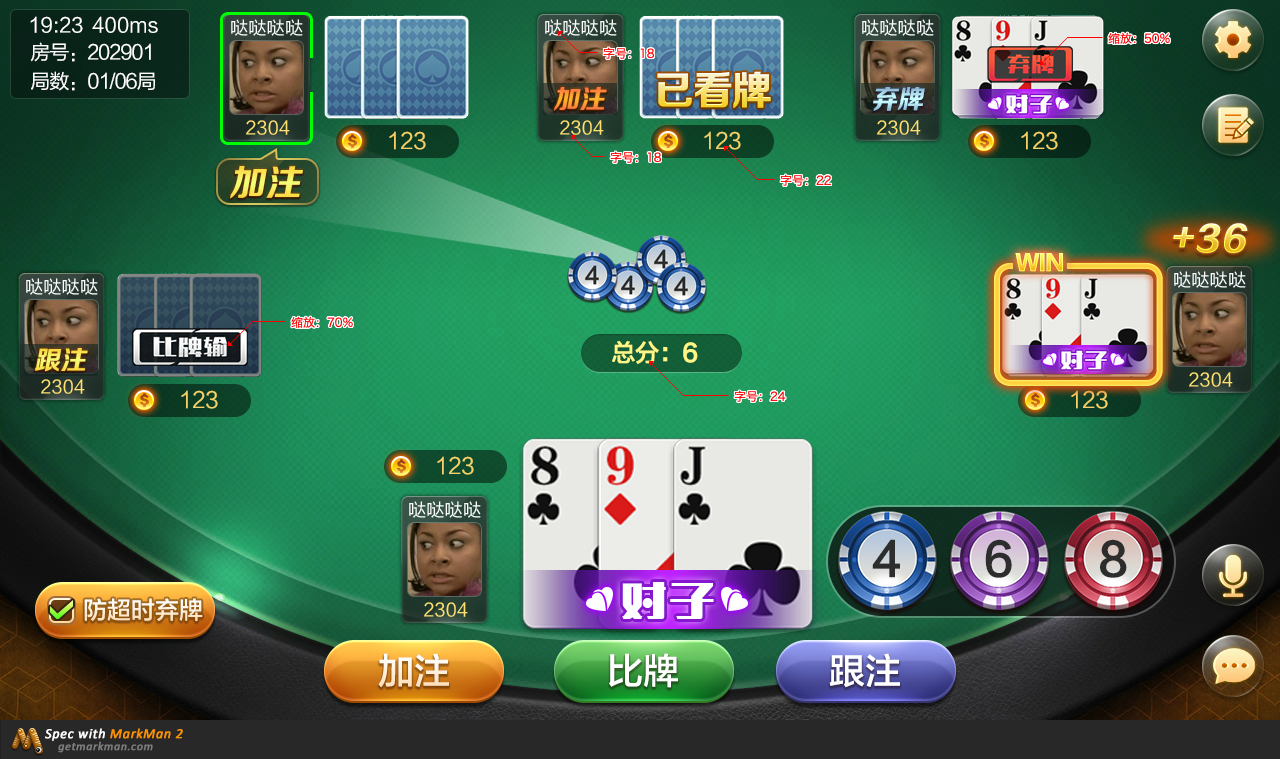 19:23 400ms
房号：202901
局数：01/06局
哒哒哒哒
2304
123
加注
哒哒哒哒
字号：18
加注
2304
已看牌
字号：18
123
字号：22
哒哒哒哒
弃牌
2304
8 9 J
弃牌
对子
缩放：50%
123
+36
哒哒哒哒
跟注
2304
比牌输
缩放：70%
123
4 4 4 4
总分：6
字号：24
WIN
8 9 J
对子
123
哒哒哒哒
2304
123
哒哒哒哒
2304
8 9 J
对子
4 6 8
防超时弃牌
加注
比牌
跟注
Spec with MarkMan 2
getmarkman.com